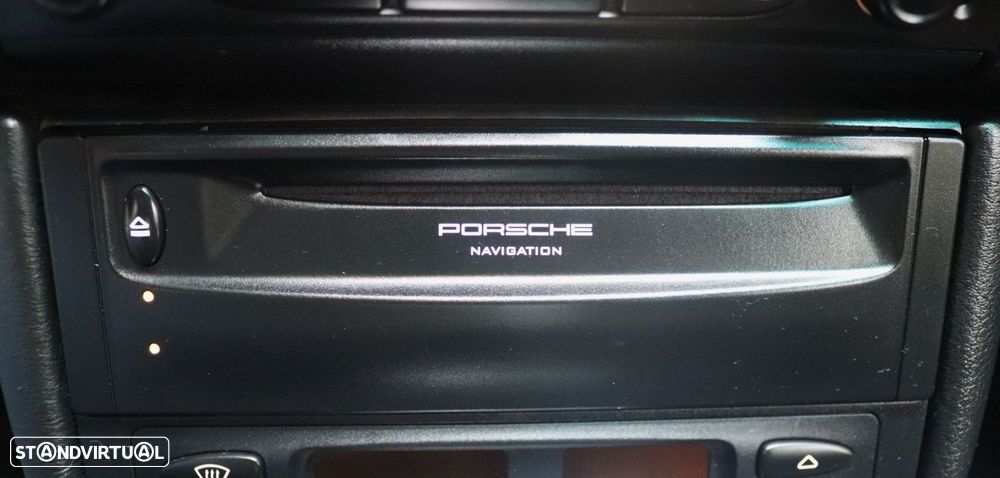 PORSCHE
NAVIGATION
STANDVIRTUAL